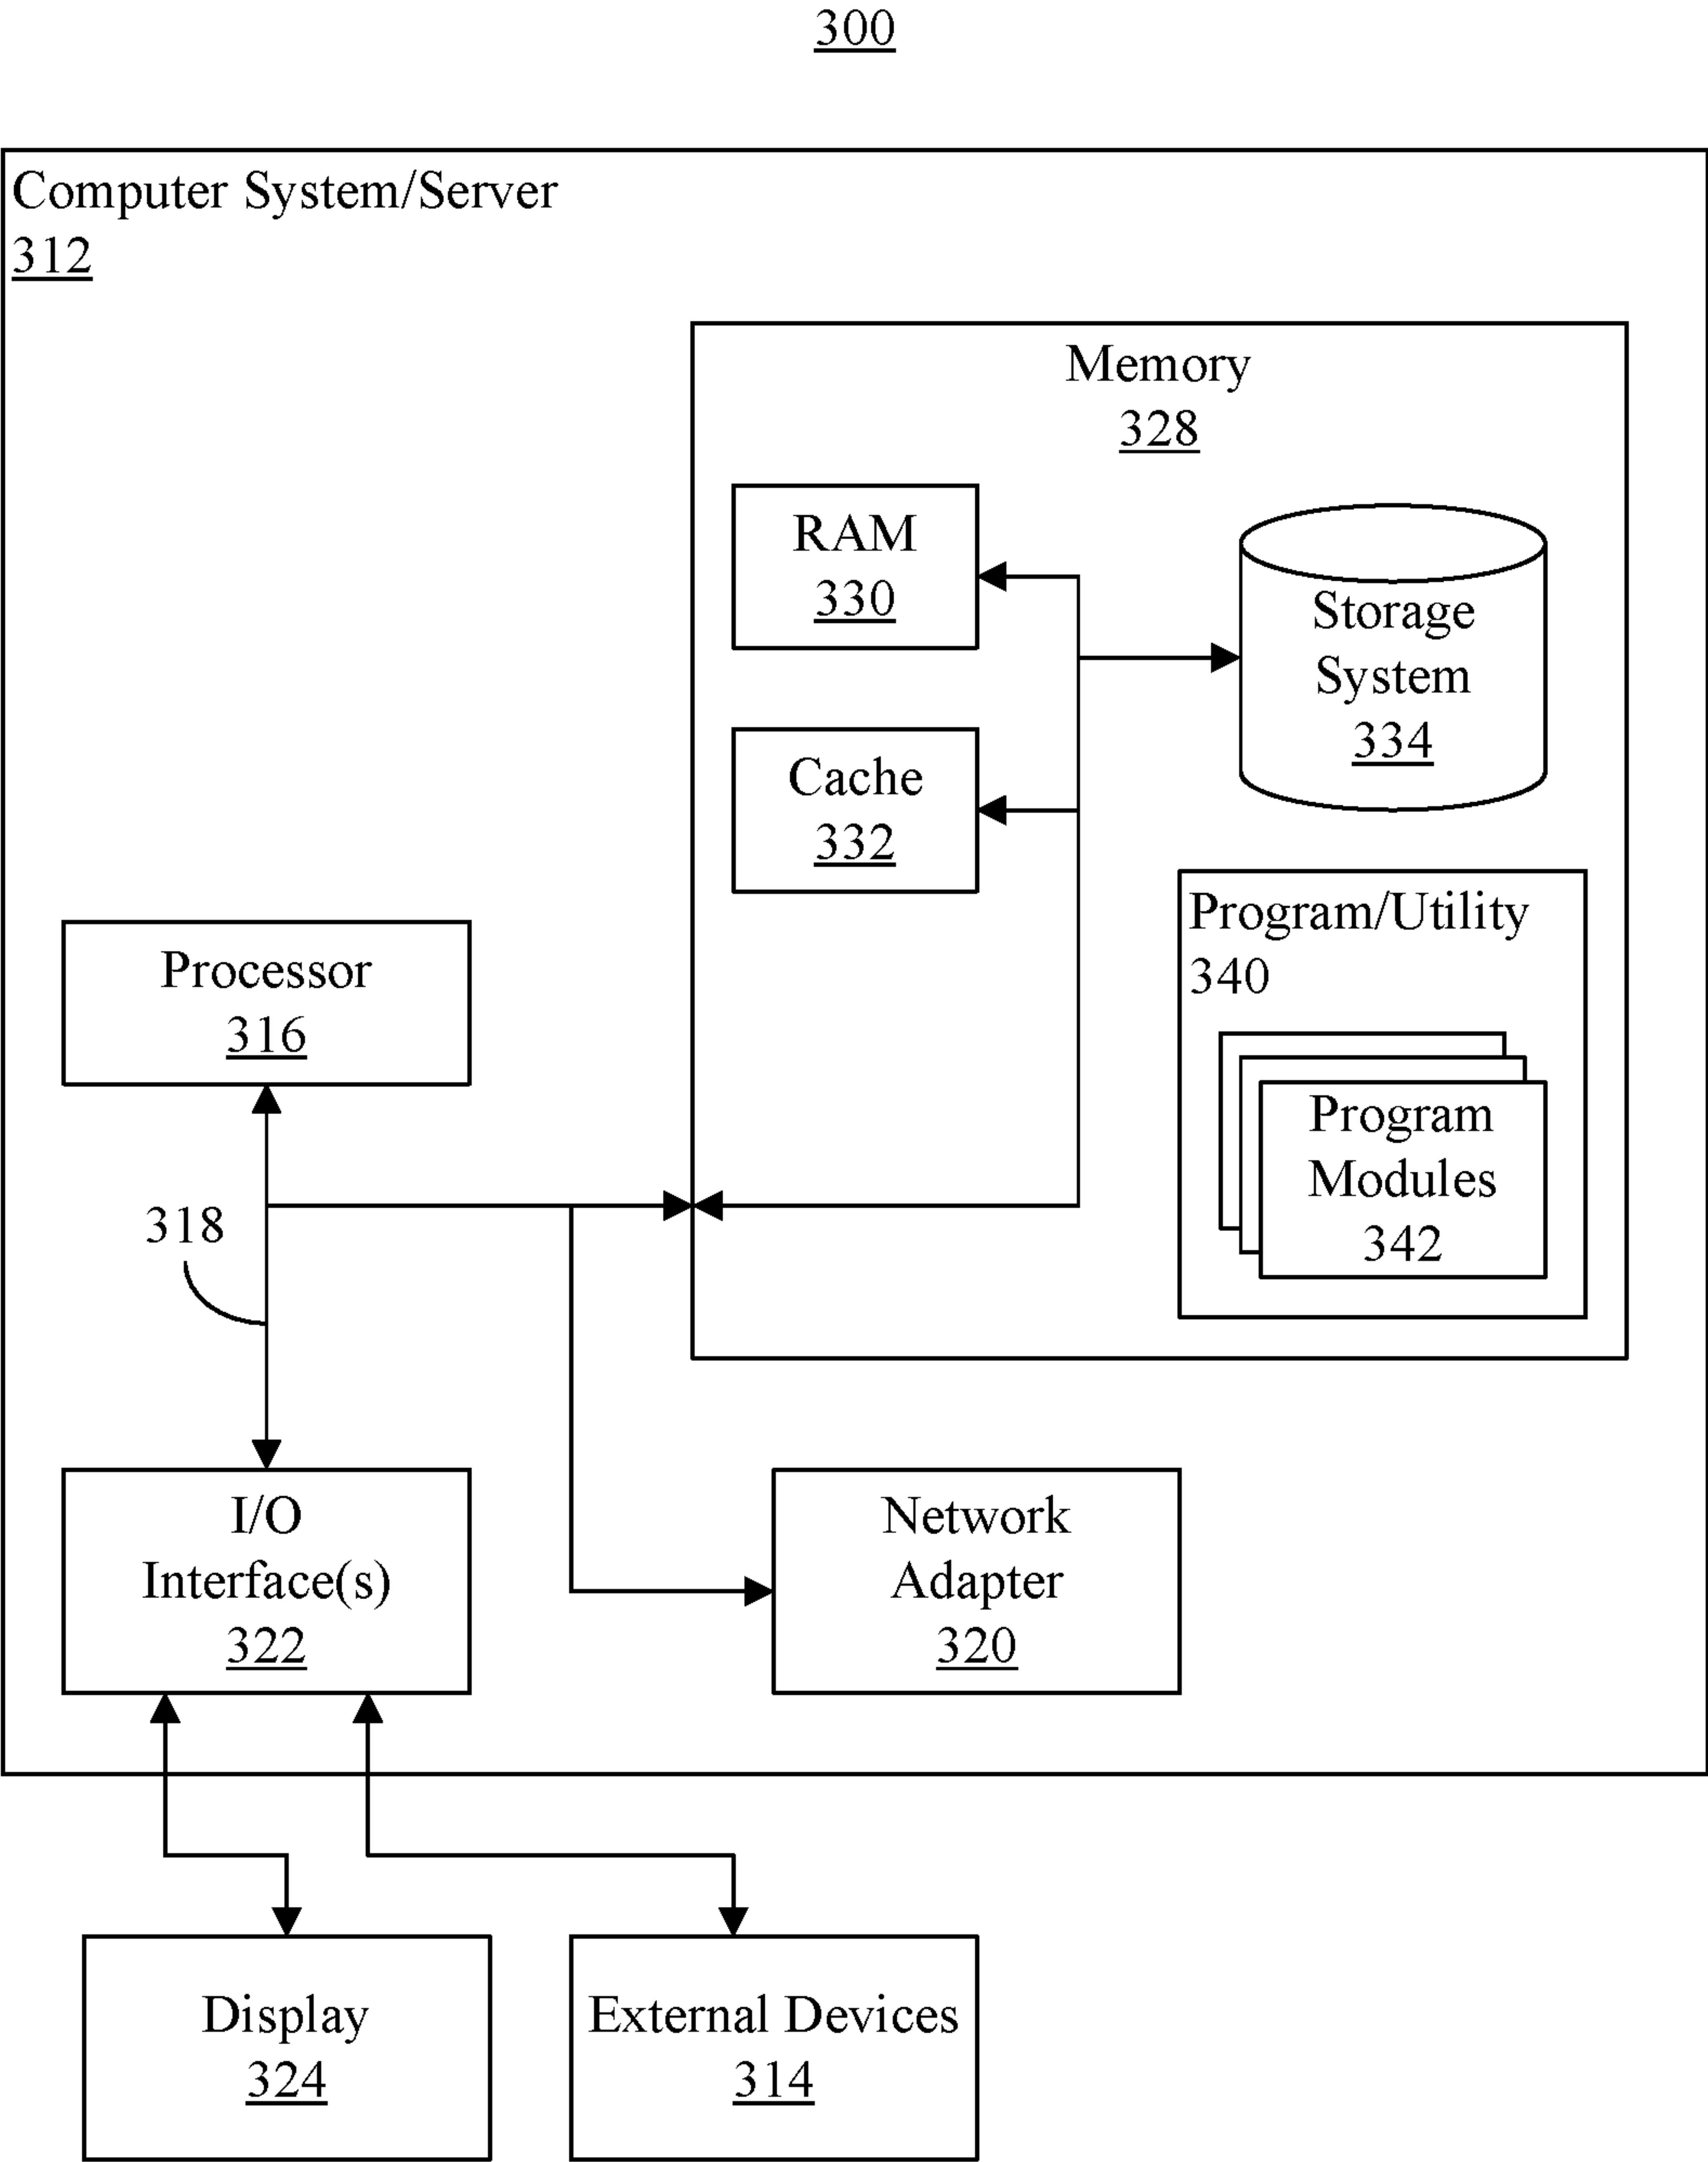 300
Computer System/Server
312
Memory
328
RAM
330
Storage
System
334
Cache
332
Program/Utility
340
Program
Modules
342
Processor
316
318
I/O
Interface(s)
322
Network
Adapter
320
Display
324
External Devices
314